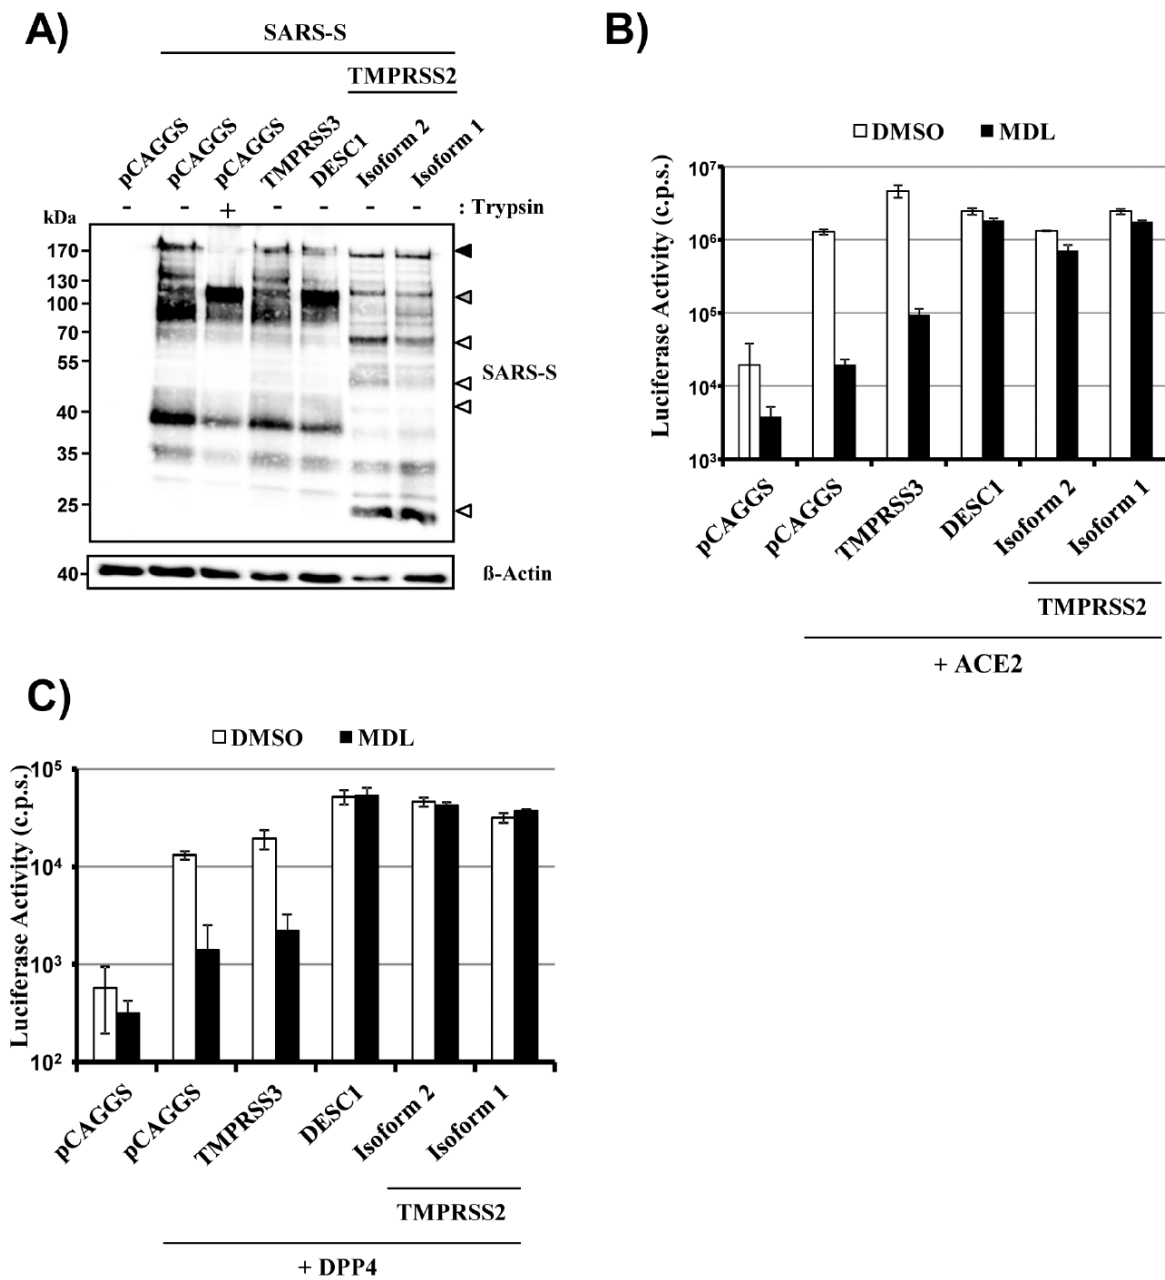 A)
SARS-S
TMPRSS2
pCAGGS
pCAGGS
pCAGGS
TMPRSS3
DESC1
Isoform 2
Isoform 1
- - + - - - - : Trypsin
kDa
170
130
100
70
55
40
35
25
SARS-S
40
ß-Actin
B)
DMSO MDL
Luciferase Activity (c.p.s.)
10⁷
10⁶
10⁵
10⁴
10³
pCAGGS
pCAGGS
TMPRSS3
DESC1
Isoform 2
Isoform 1
TMPRSS2
+ ACE2
C)
DMSO MDL
Luciferase Activity (c.p.s.)
10⁵
10⁴
10³
10²
pCAGGS
pCAGGS
TMPRSS3
DESC1
Isoform 2
Isoform 1
TMPRSS2
+ DPP4